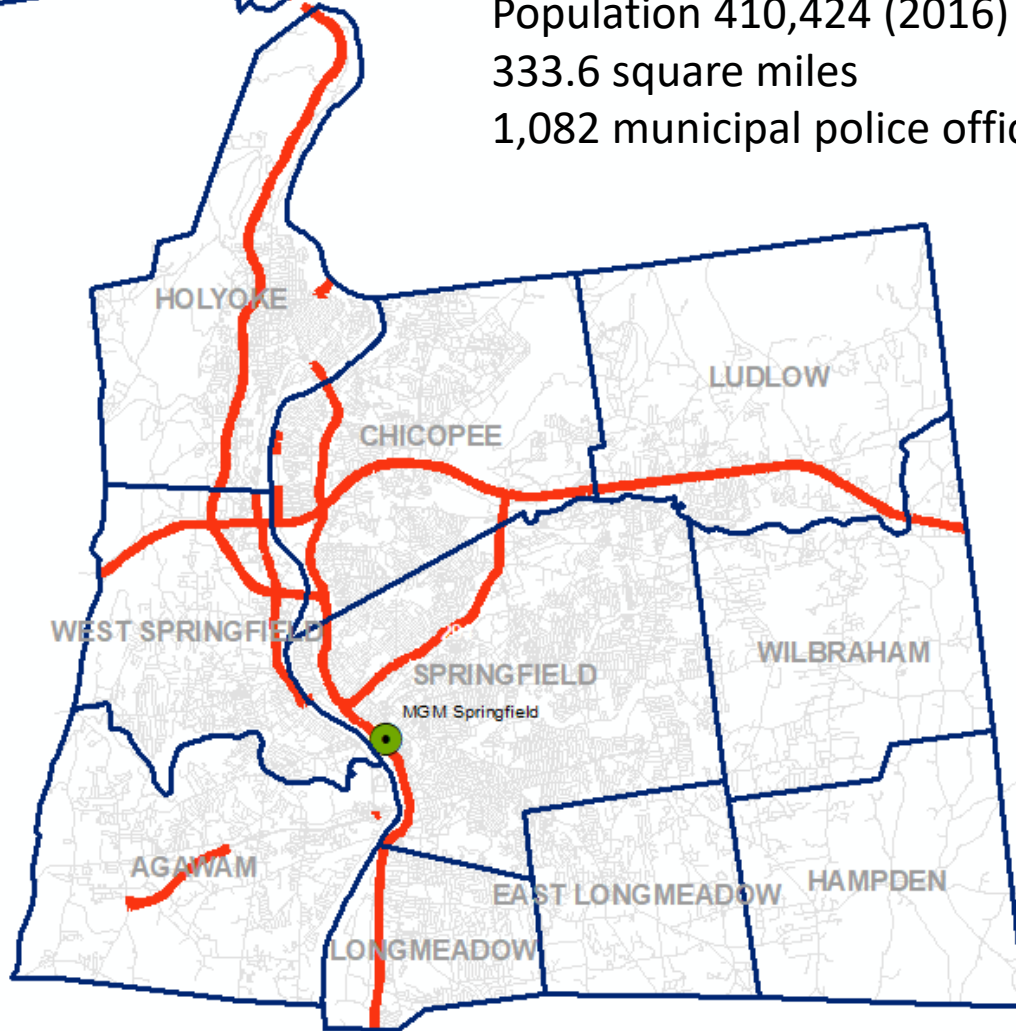 Population 410,424 (2016)
333.6 square miles
1,082 municipal police
HOLYOKE
LUDLOW
CHICOPEE
WEST SPRINGFIELD
WILBRAHAM
SPRINGFIELD
MGM Springfield
AGAWAM
EAST LONGMEADOW
HAMPDEN
LONGMEADOW